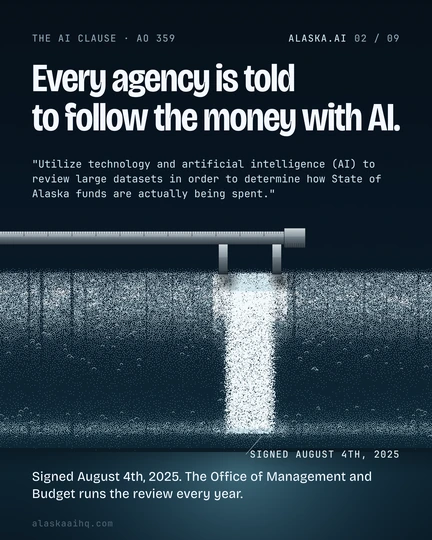 THE AI CLAUSE · AO 359
ALASKA.AI 02 / 09
Every agency is told
to follow the money with AI.
"Utilize technology and artificial intelligence (AI) to
review large datasets in order to determine how State of
Alaska funds are actually being spent."
SIGNED AUGUST 4TH, 2025
Signed August 4th, 2025. The Office of Management and
Budget runs the review every year.
alaskaaihq.com